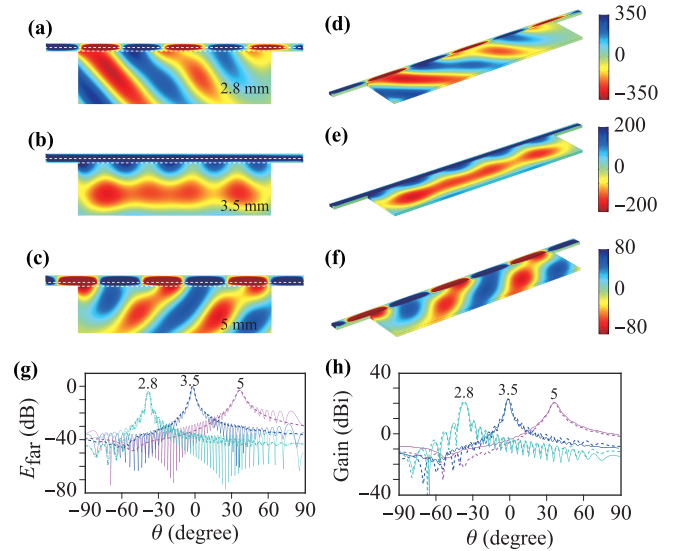 (a)
2.8 mm
(d)
350
0
−350
(b)
3.5 mm
(e)
200
0
−200
(c)
5 mm
(f)
80
0
−80
(g)
2.8
3.5
5
0
−40
−80
E_far (dB)
−90 −60 −30 0 30 60 90
θ (degree)
(h)
2.8
3.5
5
40
20
0
−40
Gain (dBi)
−90 −60 −30 0 30 60 90
θ (degree)